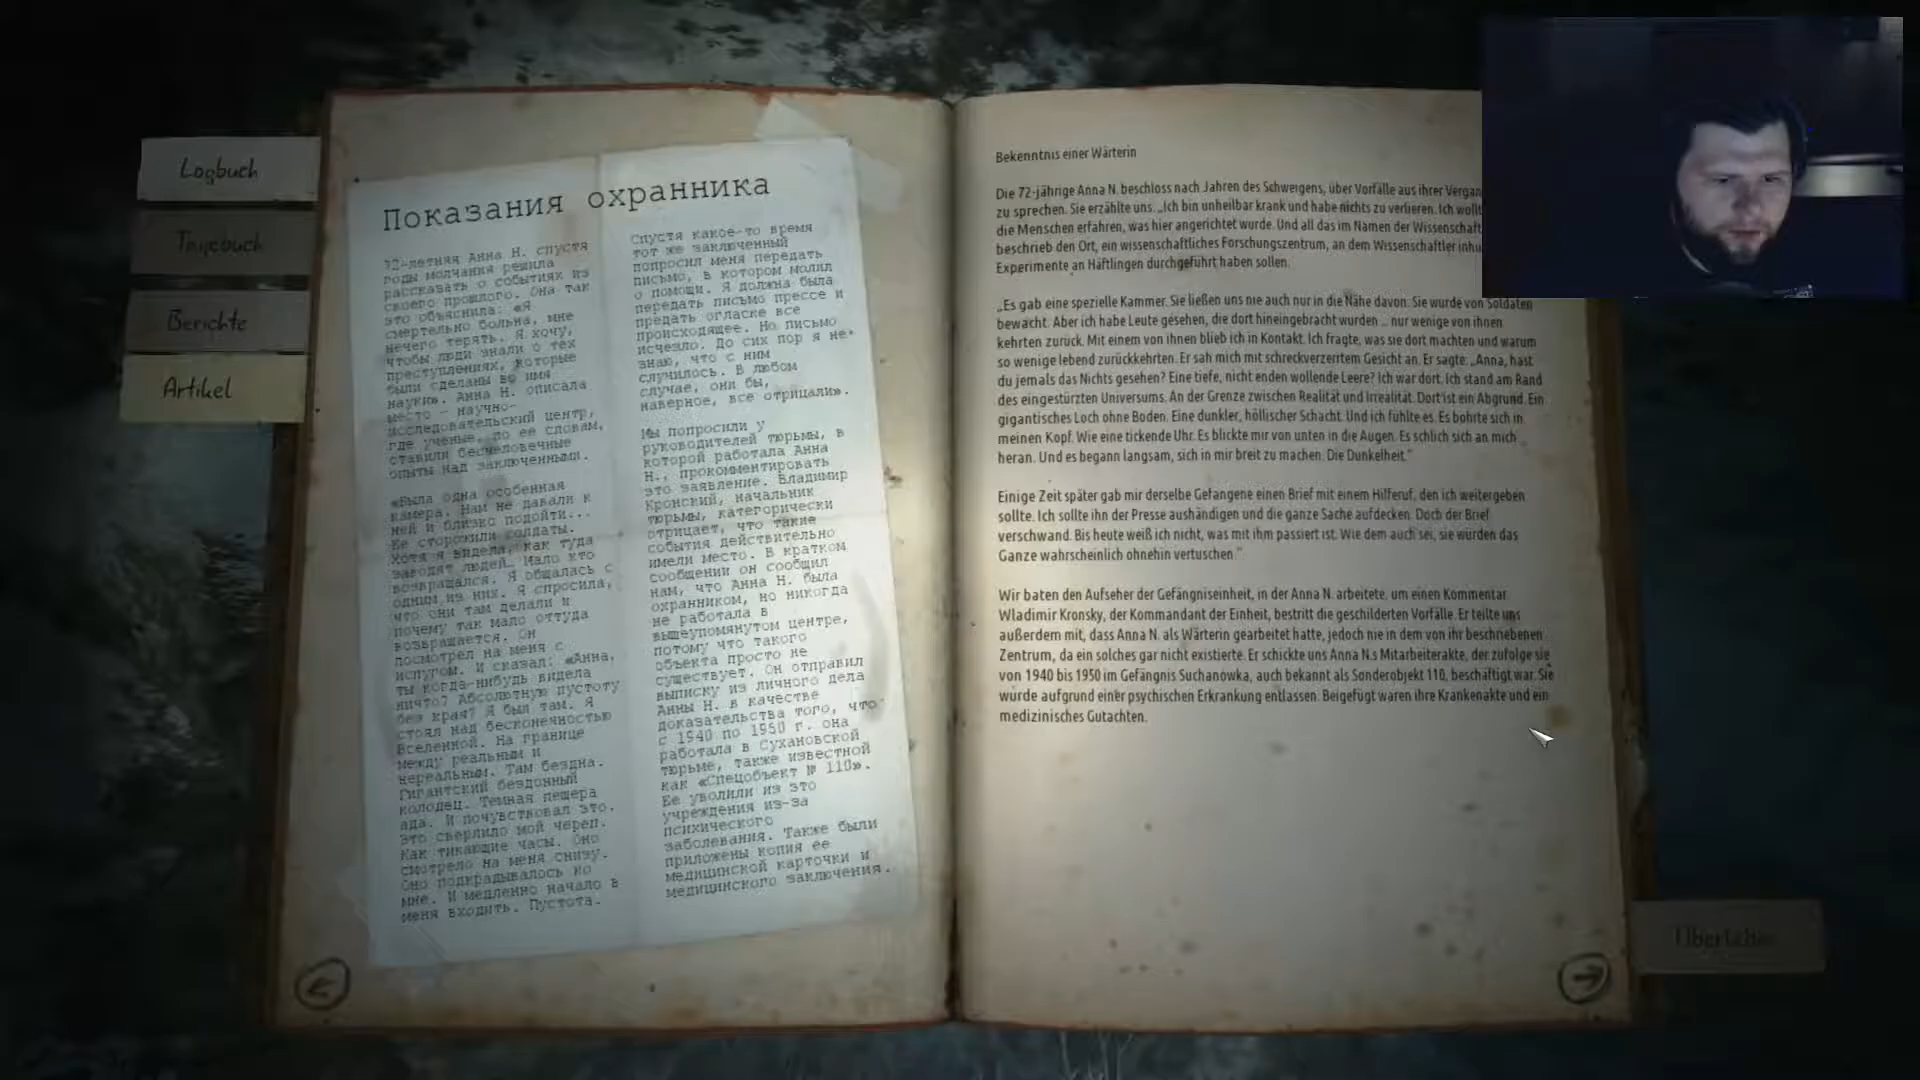 Logbuch
Tagebuch
Berichte
Artikel
Показания охранника
72-летняя Анна Н. спустя
годы молчания решила
рассказать о событиях из
своего прошлого. Она так
это объяснила: «Я
смертельно больна, мне
нечего терять. Я хочу,
чтобы люди знали о тех
преступлениях, которые
были сделаны во имя
науки». Анна Н. описала
место – научно-
исследовательский центр,
где ученые, по ее словам,
ставили бесчеловечные
опыты над заключенными.
«Была одна особенная
камера. Нам не давали к
ней и близко подойти...
Ее сторожили солдаты.
Хотя я видела, как туда
заводят людей. Мало кто
возвращался. Я общалась с
одним из них. Я спросила,
что они там делали и
почему так мало оттуда
возвращается. Он
посмотрел на меня с
испугом. И сказал: «Анна,
ты когда-нибудь видела
ничто? Абсолютную пустоту
без края? Я был там. Я
стоял над бесконечностью
Вселенной. На границе
между реальным и
нереальным. Там бездна.
Гигантский бездонный
колодец. Темная пещера
ада. И почувствовал это.
Это сверлило мой череп.
Как тикающие часы. Оно
смотрело на меня снизу.
Оно подкрадывалось ко
мне. И медленно начало в
меня входить. Пустота.
Спустя какое-то время
тот же заключенный
попросил меня передать
письмо, в котором молил
о помощи. Я должна была
передать письмо прессе и
предать огласке все
происходящее. Но письмо
исчезло. До сих пор я не
знаю, что с ним
случилось. В любом
случае, они бы,
наверное, все отрицали».
Мы попросили у
руководителей тюрьмы, в
которой работала Анна
Н., прокомментировать
это заявление. Владимир
Кронский, начальник
тюрьмы, категорически
отрицает, что такие
события действительно
имели место. В кратком
сообщении он сообщил
нам, что Анна Н. была
охранником, но никогда
не работала в
вышеупомянутом центре,
потому что такого
объекта просто не
существует. Он отправил
выписку из личного дела
Анны Н. в качестве
доказательства того, что
с 1940 по 1950 г. она
работала в Сухановской
тюрьме, также известной
как «Спецобъект № 110».
Ее уволили из это
учреждения из-за
психического
заболевания. Также были
приложены копия ее
медицинской карточки и
медицинского заключения.
Bekenntnis einer Wärterin
Die 72-jährige Anna N. beschloss nach Jahren des Schweigens, über Vorfälle aus ihrer Vergan
zu sprechen. Sie erzählte uns. „Ich bin unheilbar krank und habe nichts zu verlieren. Ich wollt
die Menschen erfahren, was hier angerichtet wurde. Und all das im Namen der Wissenschaft
beschrieb den Ort, ein wissenschaftliches Forschungszentrum, an dem Wissenschaftler inhu
Experimente an Häftlingen durchgeführt haben sollen.
„Es gab eine spezielle Kammer. Sie ließen uns nie auch nur in die Nähe davon. Sie wurde von Soldaten
bewacht. Aber ich habe Leute gesehen, die dort hineingebracht wurden ... nur wenige von ihnen
kehrten zurück. Mit einem von ihnen blieb ich in Kontakt. Ich fragte, was sie dort machten und warum
so wenige lebend zurückkehrten. Er sah mich mit schreckverzerrtem Gesicht an. Er sagte: „Anna, hast
du jemals das Nichts gesehen? Eine tiefe, nicht enden wollende Leere? Ich war dort. Ich stand am Rand
des eingestürzten Universums. An der Grenze zwischen Realität und Irrealität. Dort ist ein Abgrund. Ein
gigantisches Loch ohne Boden. Eine dunkler, höllischer Schacht. Und ich fühlte es. Es bohrte sich in
meinen Kopf. Wie eine tickende Uhr. Es blickte mir von unten in die Augen. Es schlich sich an mich
heran. Und es begann langsam, sich in mir breit zu machen. Die Dunkelheit.“
Einige Zeit später gab mir derselbe Gefangene einen Brief mit einem Hilferuf, den ich weitergeben
sollte. Ich sollte ihn der Presse aushändigen und die ganze Sache aufdecken. Doch der Brief
verschwand. Bis heute weiß ich nicht, was mit ihm passiert ist. Wie dem auch sei, sie würden das
Ganze wahrscheinlich ohnehin vertuschen.“
Wir baten den Aufseher der Gefängniseinheit, in der Anna N. arbeitete, um einen Kommentar.
Wladimir Kronsky, der Kommandant der Einheit, bestritt die geschilderten Vorfälle. Er teilte uns
außerdem mit, dass Anna N. als Wärterin gearbeitet hatte, jedoch nie in dem von ihr beschriebenen
Zentrum, da ein solches gar nicht existierte. Er schickte uns Anna N.s Mitarbeiterakte, der zufolge sie
von 1940 bis 1950 im Gefängnis Suchanowka, auch bekannt als Sonderobjekt 110, beschäftigt war. Sie
wurde aufgrund einer psychischen Erkrankung entlassen. Beigefügt waren ihre Krankenakte und ein
medizinisches Gutachten.